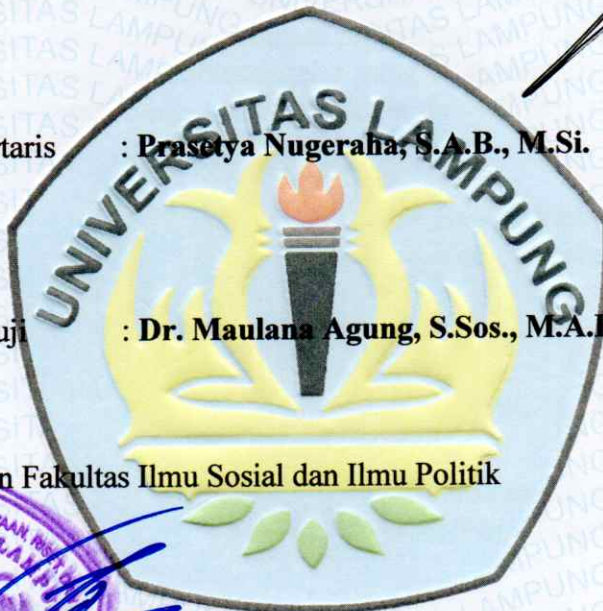 UNIVERSITAS LAMPUNG
taris : Prasetya Nugeraha, S.A.B., M.Si.
uji : Dr. Maulana Agung, S.Sos., M.A.
n Fakultas Ilmu Sosial dan Ilmu Politik